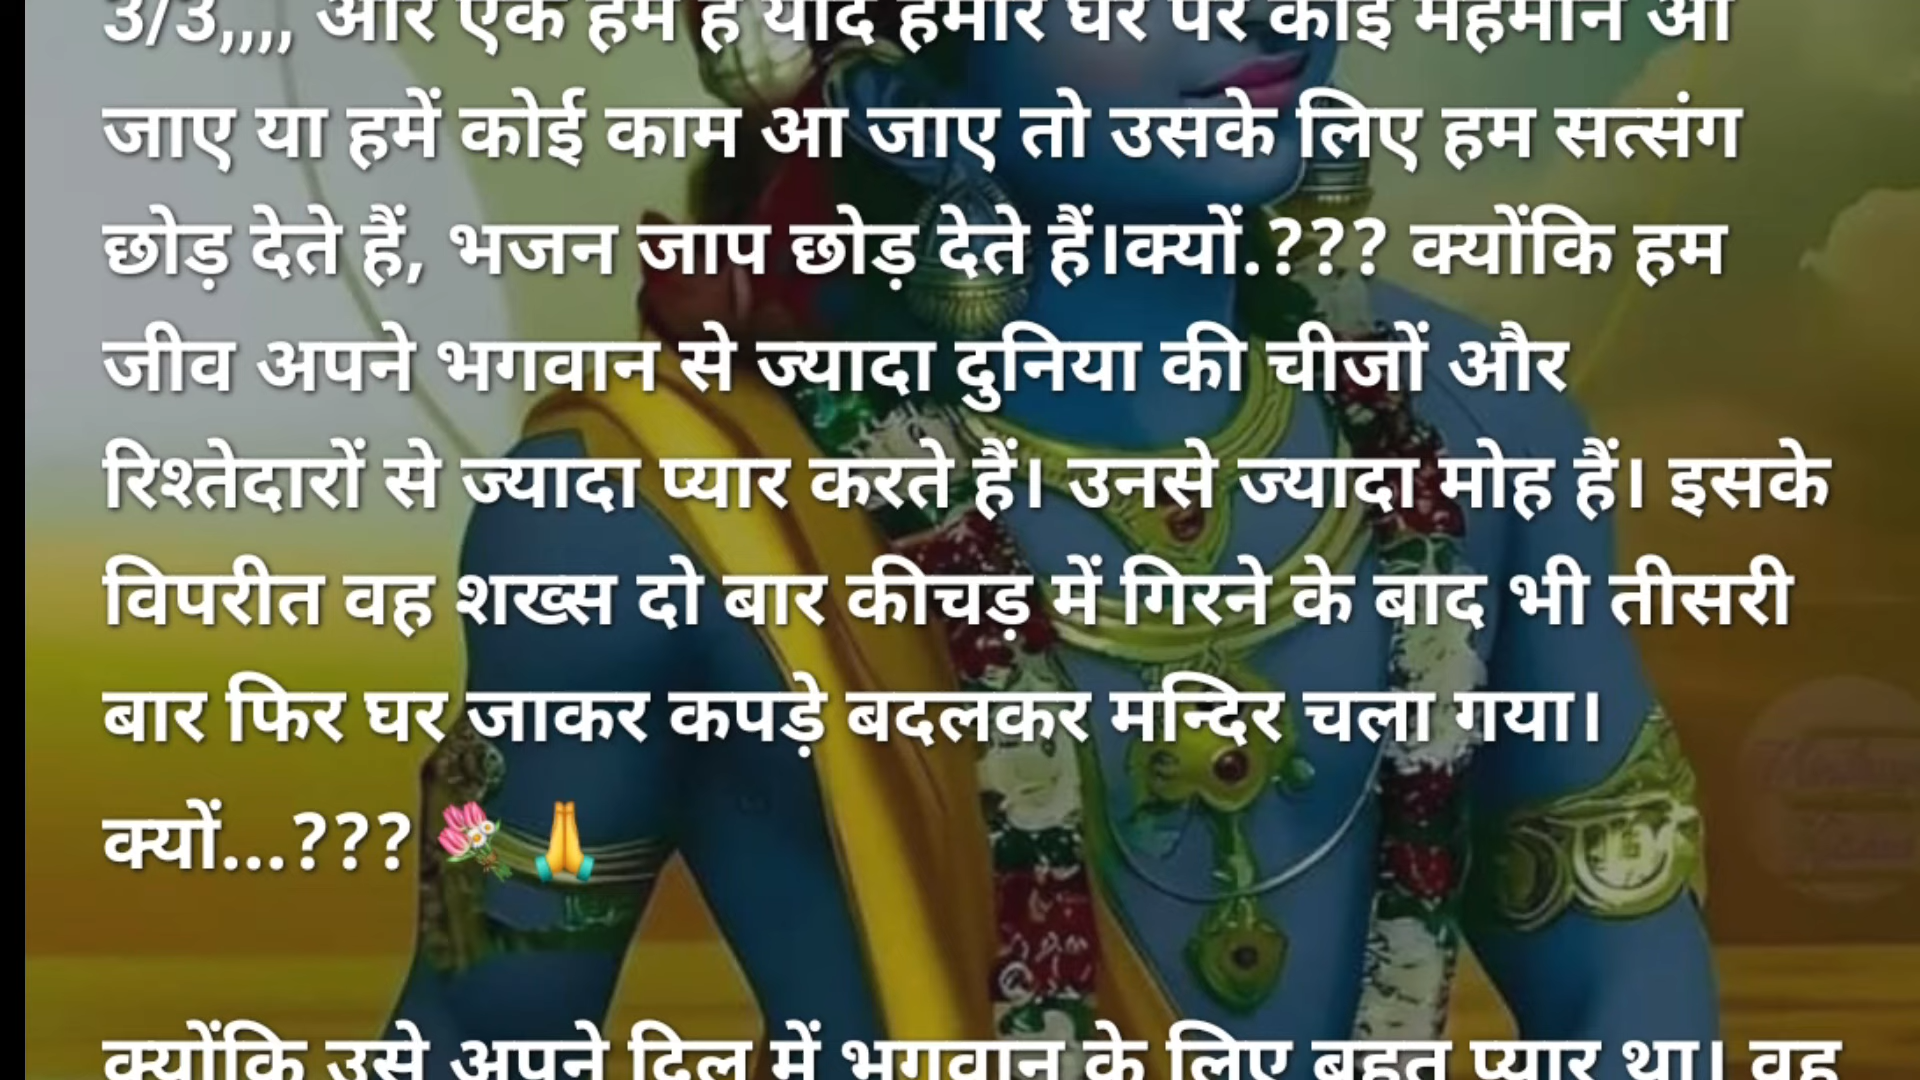 3/3,,,, और एक हम हैं यदि हमारे घर पर कोई मेहमान आ
जाए या हमें कोई काम आ जाए तो उसके लिए हम सत्संग
छोड़ देते हैं, भजन जाप छोड़ देते हैं।क्यों.??? क्योंकि हम
जीव अपने भगवान से ज्यादा दुनिया की चीजों और
रिश्तेदारों से ज्यादा प्यार करते हैं। उनसे ज्यादा मोह हैं। इसके
विपरीत वह शख्स दो बार कीचड़ में गिरने के बाद भी तीसरी
बार फिर घर जाकर कपड़े बदलकर मन्दिर चला गया।
क्यों...??? 💐 🙏
क्योंकि उसे अपने दिल में भगवान के लिए बहुत प्यार था। वह